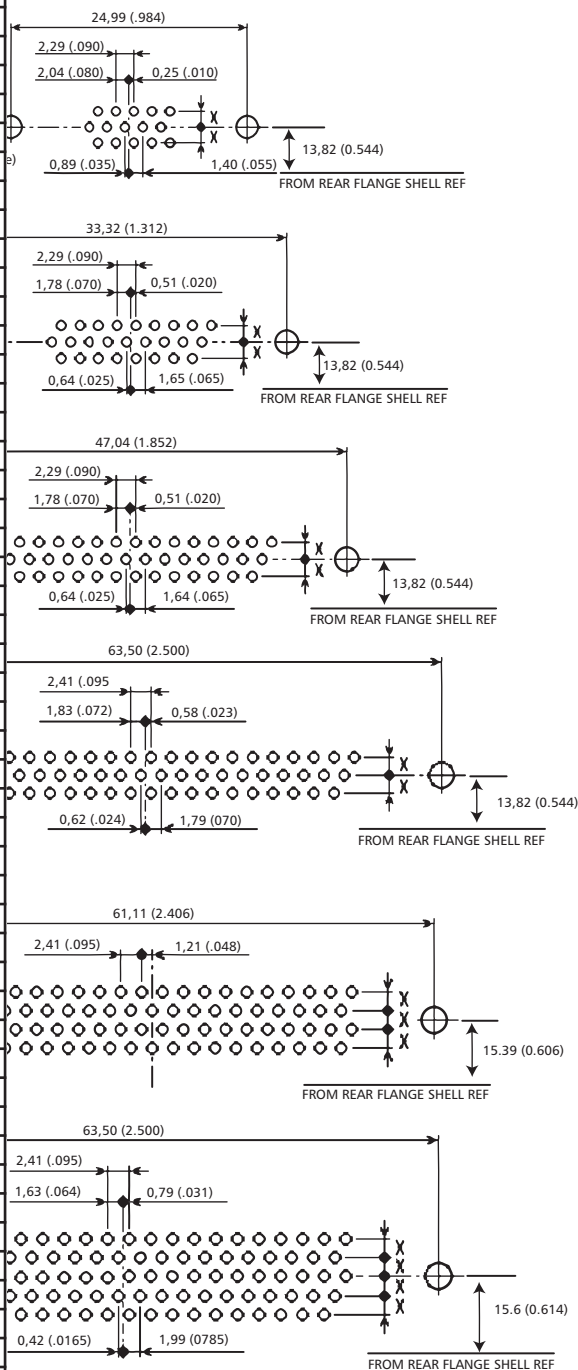 24,99 (.984)
2,29 (.090)
2,04 (.080) 0,25 (.010)
X
X
13,82 (0.544)
e)
0,89 (.035) 1,40 (.055)
FROM REAR FLANGE SHELL REF
33,32 (1.312)
2,29 (.090)
1,78 (.070) 0,51 (.020)
X
X
13,82 (0.544)
0,64 (.025) 1,65 (.065)
FROM REAR FLANGE SHELL REF
47,04 (1.852)
2,29 (.090)
1,78 (.070) 0,51 (.020)
X
X
13,82 (0.544)
0,64 (.025) 1,64 (.065)
FROM REAR FLANGE SHELL REF
63,50 (2.500)
2,41 (.095
1,83 (.072) 0,58 (.023)
X
X
13,82 (0.544)
0,62 (.024) 1,79 (070)
FROM REAR FLANGE SHELL REF
61,11 (2.406)
2,41 (.095) 1,21 (.048)
X
X
X
15.39 (0.606)
FROM REAR FLANGE SHELL REF
63,50 (2.500)
2,41 (.095)
1,63 (.064) 0,79 (.031)
X
X
X
X
15.6 (0.614)
0,42 (.0165) 1,99 (0785)
FROM REAR FLANGE SHELL REF